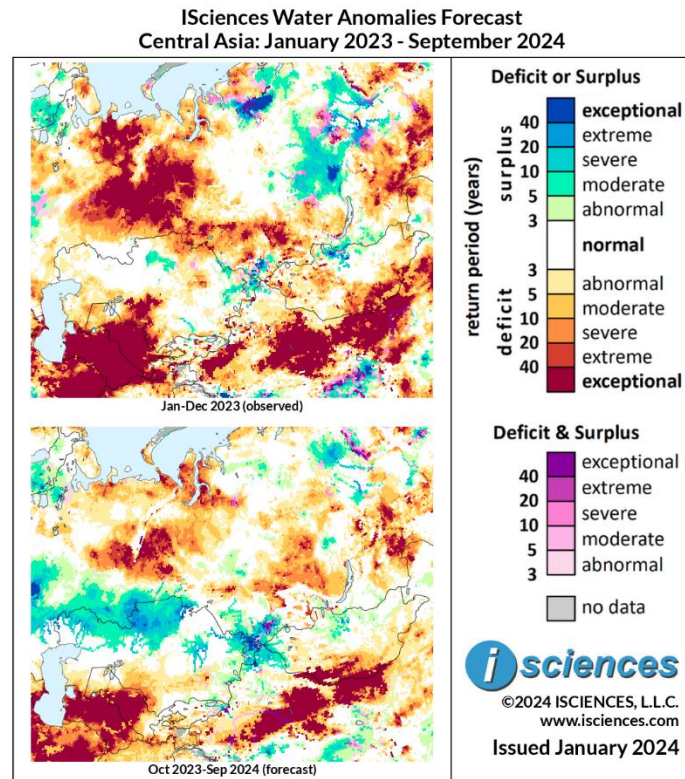 ISciences Water Anomalies Forecast
Central Asia: January 2023 - September 2024
Jan-Dec 2023 (observed)
Oct 2023-Sep 2024 (forecast)
Deficit or Surplus
return period (years)
surplus
deficit
40
20
10
5
3
3
5
10
20
40
exceptional
extreme
severe
moderate
abnormal
normal
abnormal
moderate
severe
extreme
exceptional
Deficit & Surplus
40
20
10
5
3
exceptional
extreme
severe
moderate
abnormal
no data
i sciences
©2024 ISCIENCES, L.L.C.
www.isciences.com
Issued January 2024